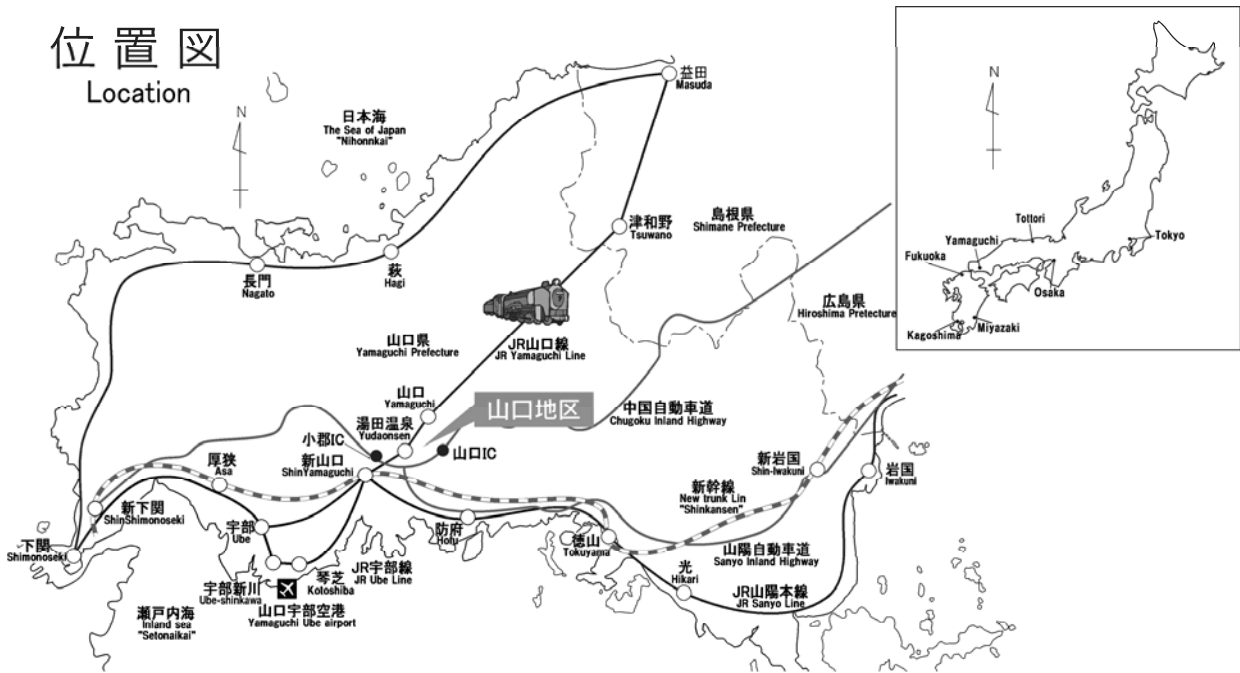 位置図
Location
N
日本海
The Sea of Japan
"Nihonnkai"
益田
Masuda
津和野
Tsuwano
島根県
Shimane Prefecture
長門
Nagato
萩
Hagi
広島県
Hiroshima Pretecture
山口県
Yamaguchi Prefecture
JR山口線
JR Yamaguchi Line
山口
Yamaguchi
山口地区
中国自動車道
Chugoku Inland Highway
湯田温泉
Yudaonsen
小郡IC
山口IC
新山口
ShinYamaguchi
厚狭
Asa
新岩国
Shin-Iwakuni
岩国
Iwakuni
新幹線
New trunk Lin
"Shinkansen"
新下関
ShinShimonoseki
宇部
Ube
防府
Hofu
徳山
Tokuyama
下関
Shimonoseki
山陽自動車道
Sanyo Inland Highway
JR宇部線
JR Ube Line
琴芝
Kotoshiba
光
Hikari
宇部新川
Ube-shinkawa
JR山陽本線
JR Sanyo Line
山口宇部空港
Yamaguchi Ube airport
瀬戸内海
Inland sea
"Setonaikai"
N
Tottori
Yamaguchi
Tokyo
Fukuoka
Osaka
Miyazaki
Kagoshima